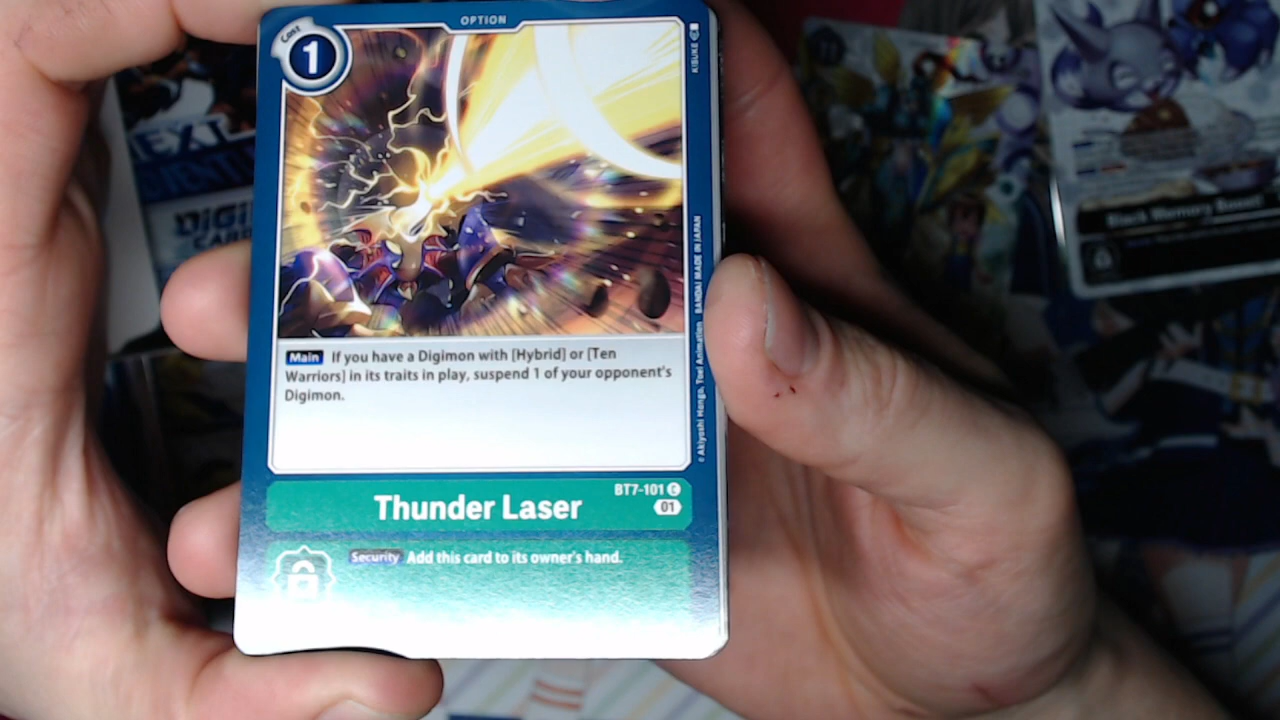 OPTION
Cost
1
KISUKE
Main If you have a Digimon with [Hybrid] or [Ten
Warriors] in its traits in play, suspend 1 of your opponent's
Digimon.
© Akiyoshi Hongo, Toei Animation BANDAI MADE IN JAPAN
BT7-101 C
01
Thunder Laser
Security Add this card to its owner's hand.
Black Memory Boost!